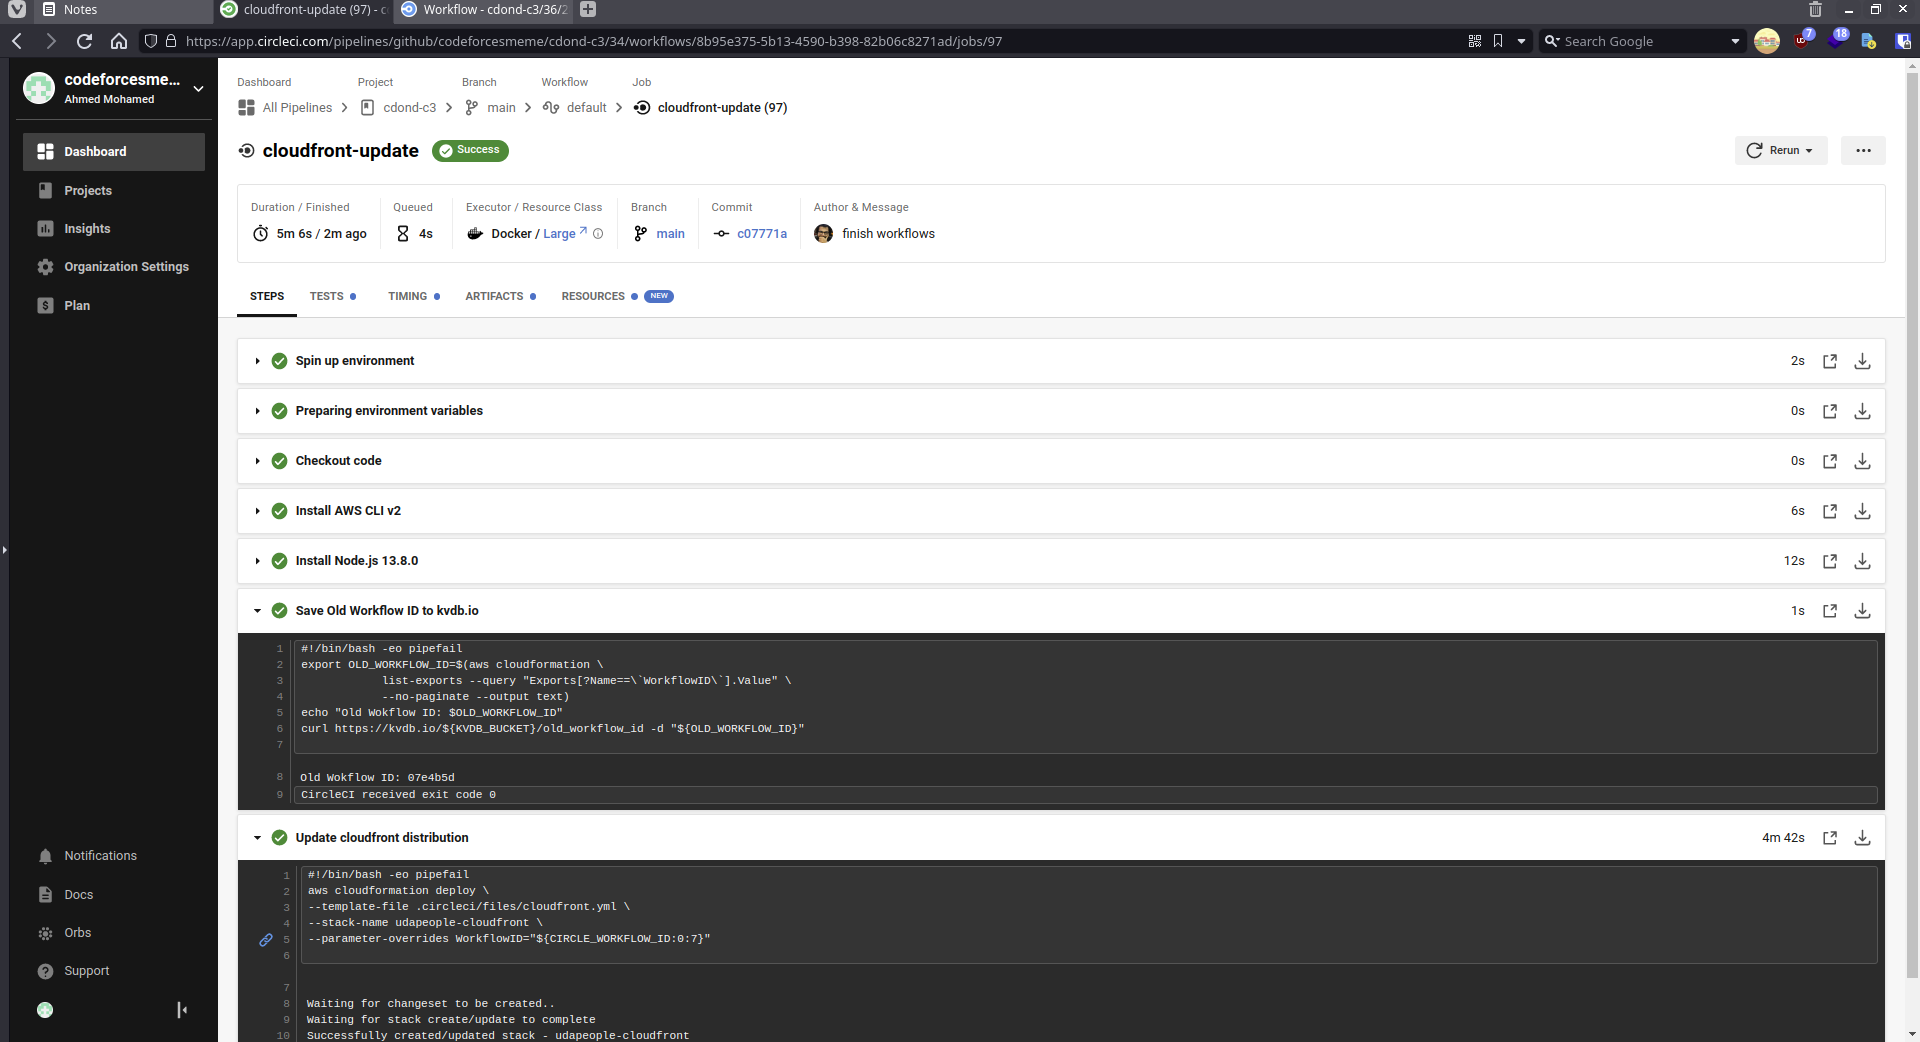 Notes
cloudfront-update (97) - c
Workflow - cdond-c3/36/2
https://app.circleci.com/pipelines/github/codeforcesmeme/cdond-c3/34/workflows/8b95e375-5b13-4590-b398-82b06c8271ad/jobs/97
Search Google
7
18
codeforcesme...
Ahmed Mohamed
Dashboard
Projects
Insights
Organization Settings
Plan
Notifications
Docs
Orbs
Support
Dashboard Project Branch Workflow Job
All Pipelines cdond-c3 main default cloudfront-update (97)
cloudfront-update Success
Rerun
Duration / Finished Queued Executor / Resource Class Branch Commit Author & Message
5m 6s / 2m ago 4s Docker / Large main c07771a finish workflows
STEPS TESTS TIMING ARTIFACTS RESOURCES NEW
Spin up environment 2s
Preparing environment variables 0s
Checkout code 0s
Install AWS CLI v2 6s
Install Node.js 13.8.0 12s
Save Old Workflow ID to kvdb.io 1s
1 #!/bin/bash -eo pipefail
2 export OLD_WORKFLOW_ID=$(aws cloudformation \
3 list-exports --query "Exports[?Name==\`WorkflowID\`].Value" \
4 --no-paginate --output text)
5 echo "Old Wokflow ID: $OLD_WORKFLOW_ID"
6 curl https://kvdb.io/${KVDB_BUCKET}/old_workflow_id -d "${OLD_WORKFLOW_ID}"
7
8 Old Wokflow ID: 07e4b5d
9 CircleCI received exit code 0
Update cloudfront distribution 4m 42s
1 #!/bin/bash -eo pipefail
2 aws cloudformation deploy \
3 --template-file .circleci/files/cloudfront.yml \
4 --stack-name udapeople-cloudfront \
5 --parameter-overrides WorkflowID="${CIRCLE_WORKFLOW_ID:0:7}"
6
7
8 Waiting for changeset to be created..
9 Waiting for stack create/update to complete
10 Successfully created/updated stack - udapeople-cloudfront